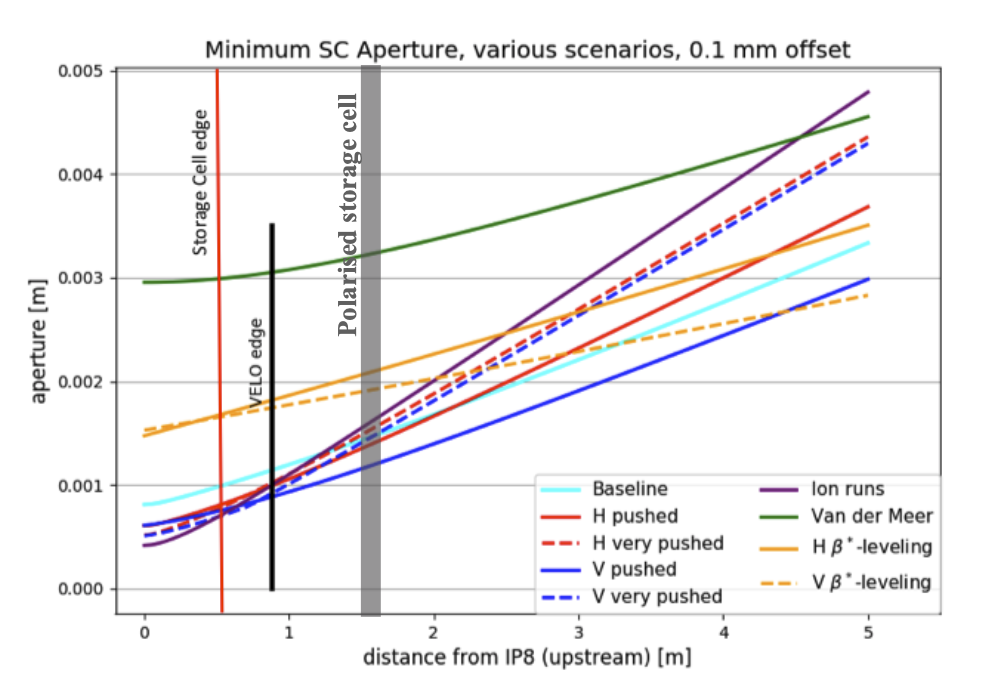 Minimum SC Aperture, various scenarios, 0.1 mm offset
0.005
0.004
0.003
0.002
0.001
0.000
aperture [m]
Storage Cell edge
VELO edge
Polarised storage cell
Baseline
H pushed
H very pushed
V pushed
V very pushed
Ion runs
Van der Meer
H β*-leveling
V β*-leveling
0 1 2 3 4 5
distance from IP8 (upstream) [m]